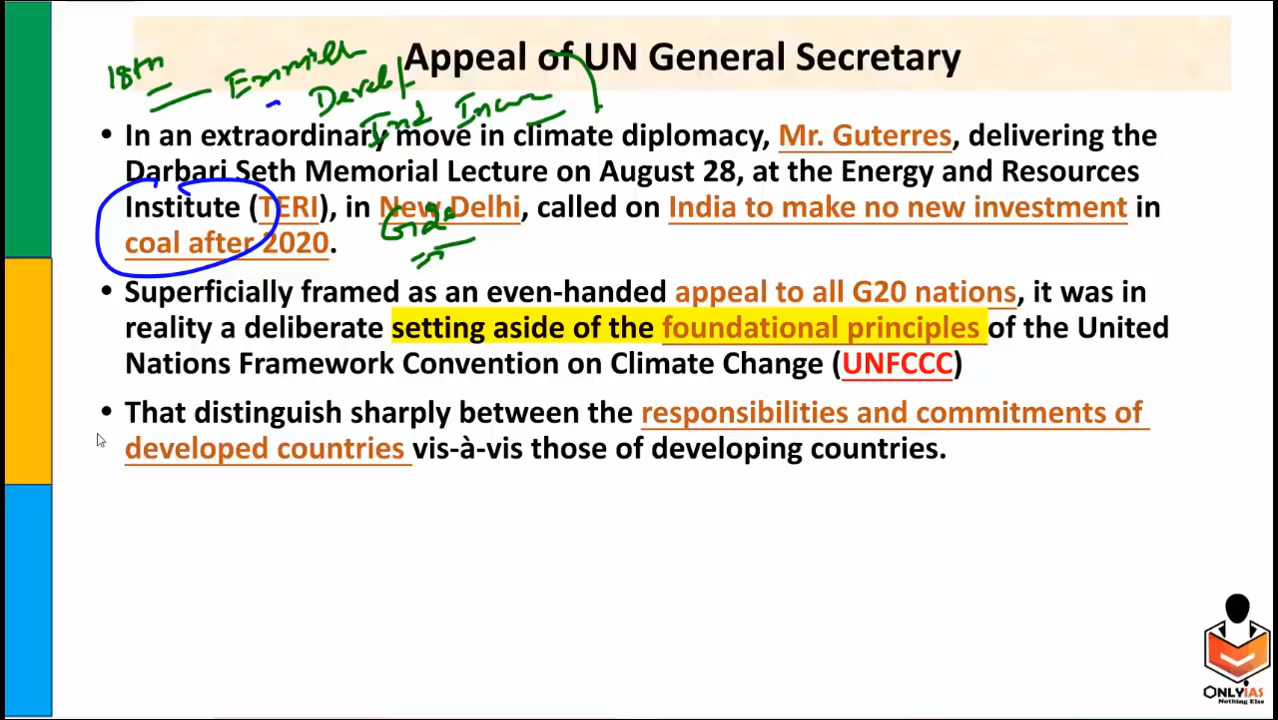 Appeal of UN General Secretary
18th
Develt
Ind
• In an extraordinary move in climate diplomacy, Mr. Guterres, delivering the
Darbari Seth Memorial Lecture on August 28, at the Energy and Resources
Institute (TERI), in New Delhi, called on India to make no new investment in
G20
coal after 2020.
• Superficially framed as an even-handed appeal to all G20 nations, it was in
reality a deliberate setting aside of the foundational principles of the United
Nations Framework Convention on Climate Change (UNFCCC)
• That distinguish sharply between the responsibilities and commitments of
developed countries vis-à-vis those of developing countries.
ONLYIAS
Nothing Else